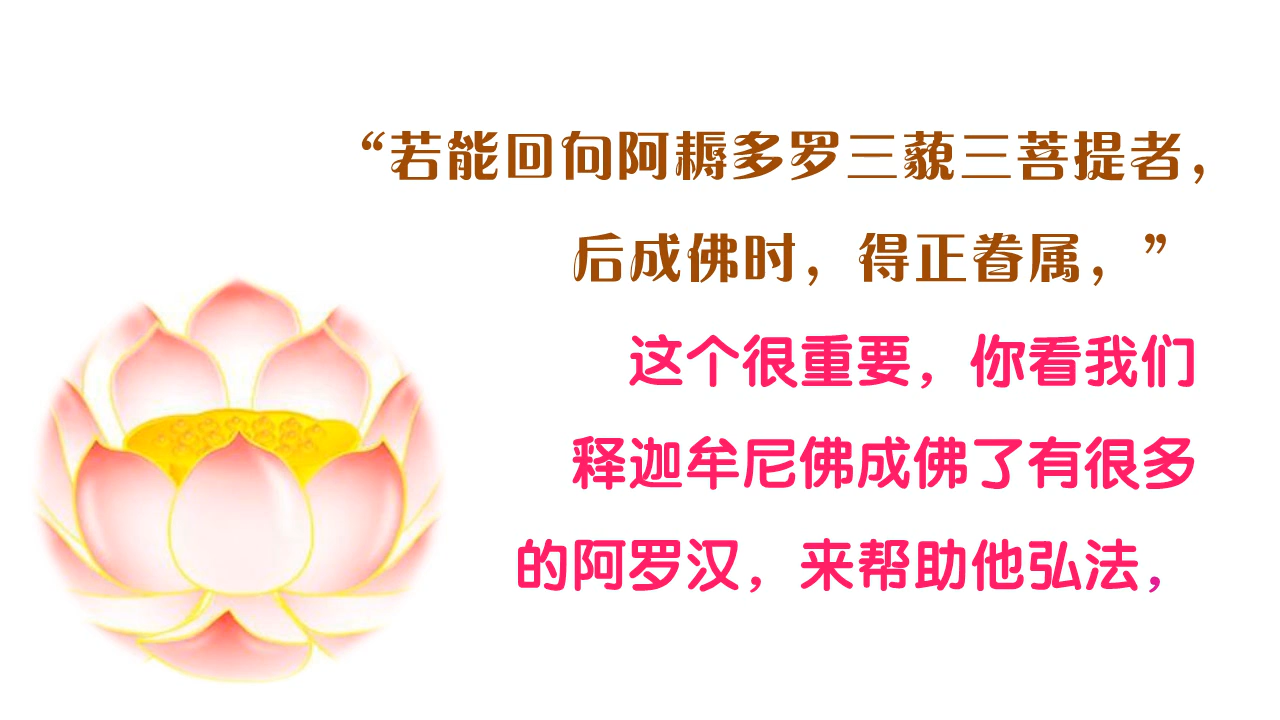 “若能回向阿耨多罗三藐三菩提者，
后成佛时，得正眷属，”
这个很重要，你看我们
释迦牟尼佛成佛了有很多
的阿罗汉，来帮助他弘法，